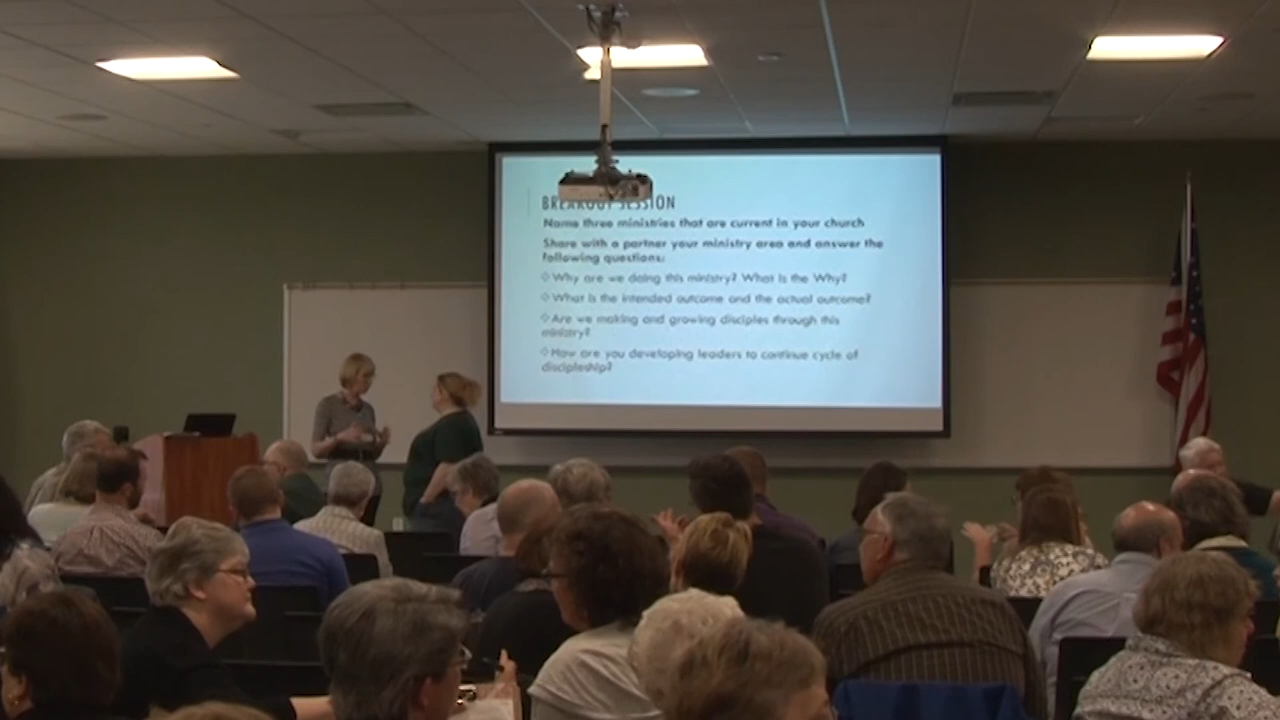 BREAKOUT SESSION
Name three ministries that are current in your church
Share with a partner your ministry area and answer the
following questions:
Why are we doing this ministry? What is the Why?
What is the intended outcome and the actual outcome?
Are we making and growing disciples through this
ministry?
How are you developing leaders to continue cycle of
discipleship?